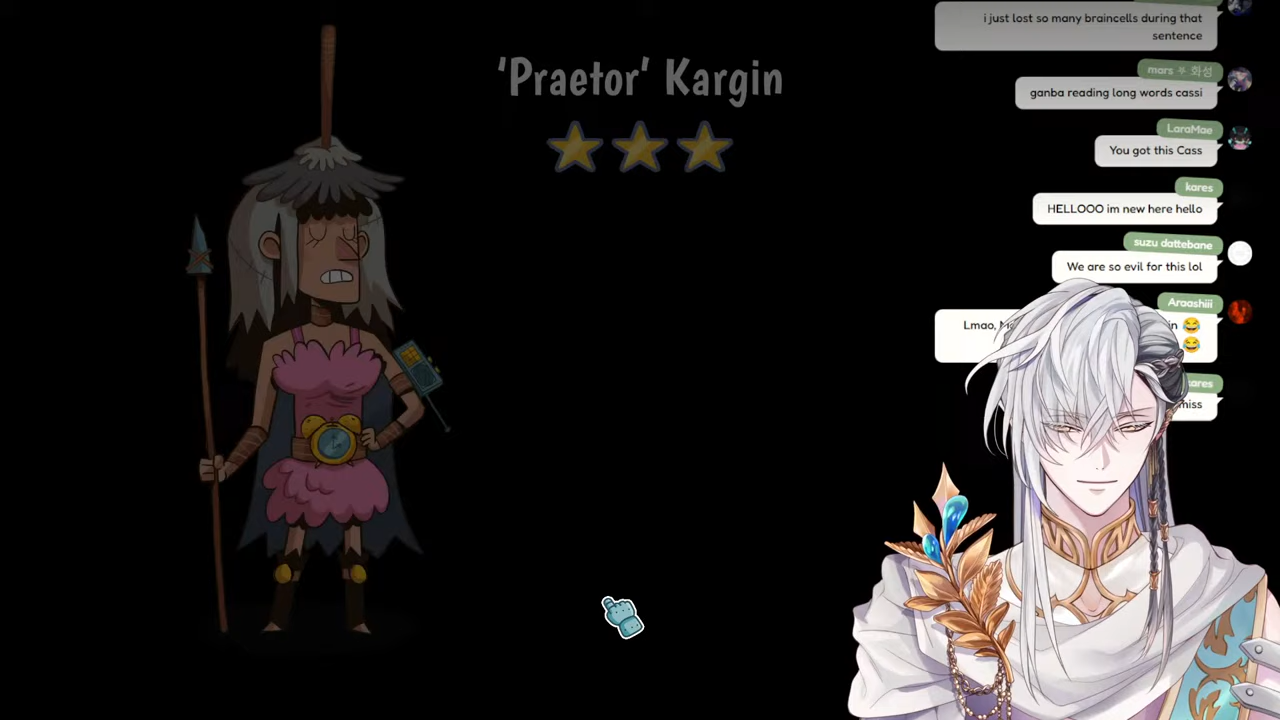 'Praetor' Kargin
i just lost so many braincells during that
sentence
mars ⚵ 화성
ganba reading long words cassi
LaraMae
You got this Cass
kares
HELLOOO im new here hello
suzu dattebane
We are so evil for this lol
Araashiii
Lmao,
kares
miss